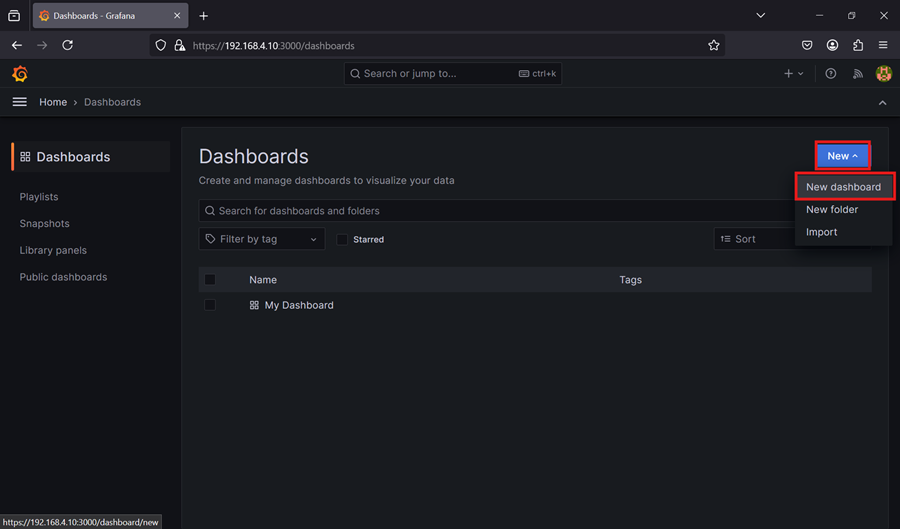 Dashboards - Grafana
https://192.168.4.10:3000/dashboards
Search or jump to... ctrl+k
Home › Dashboards
Dashboards
Playlists
Snapshots
Library panels
Public dashboards
Dashboards
Create and manage dashboards to visualize your data
New
New dashboard
New folder
Import
Search for dashboards and folders
Filter by tag
Starred
Sort
Name Tags
My Dashboard
https://192.168.4.10:3000/dashboard/new